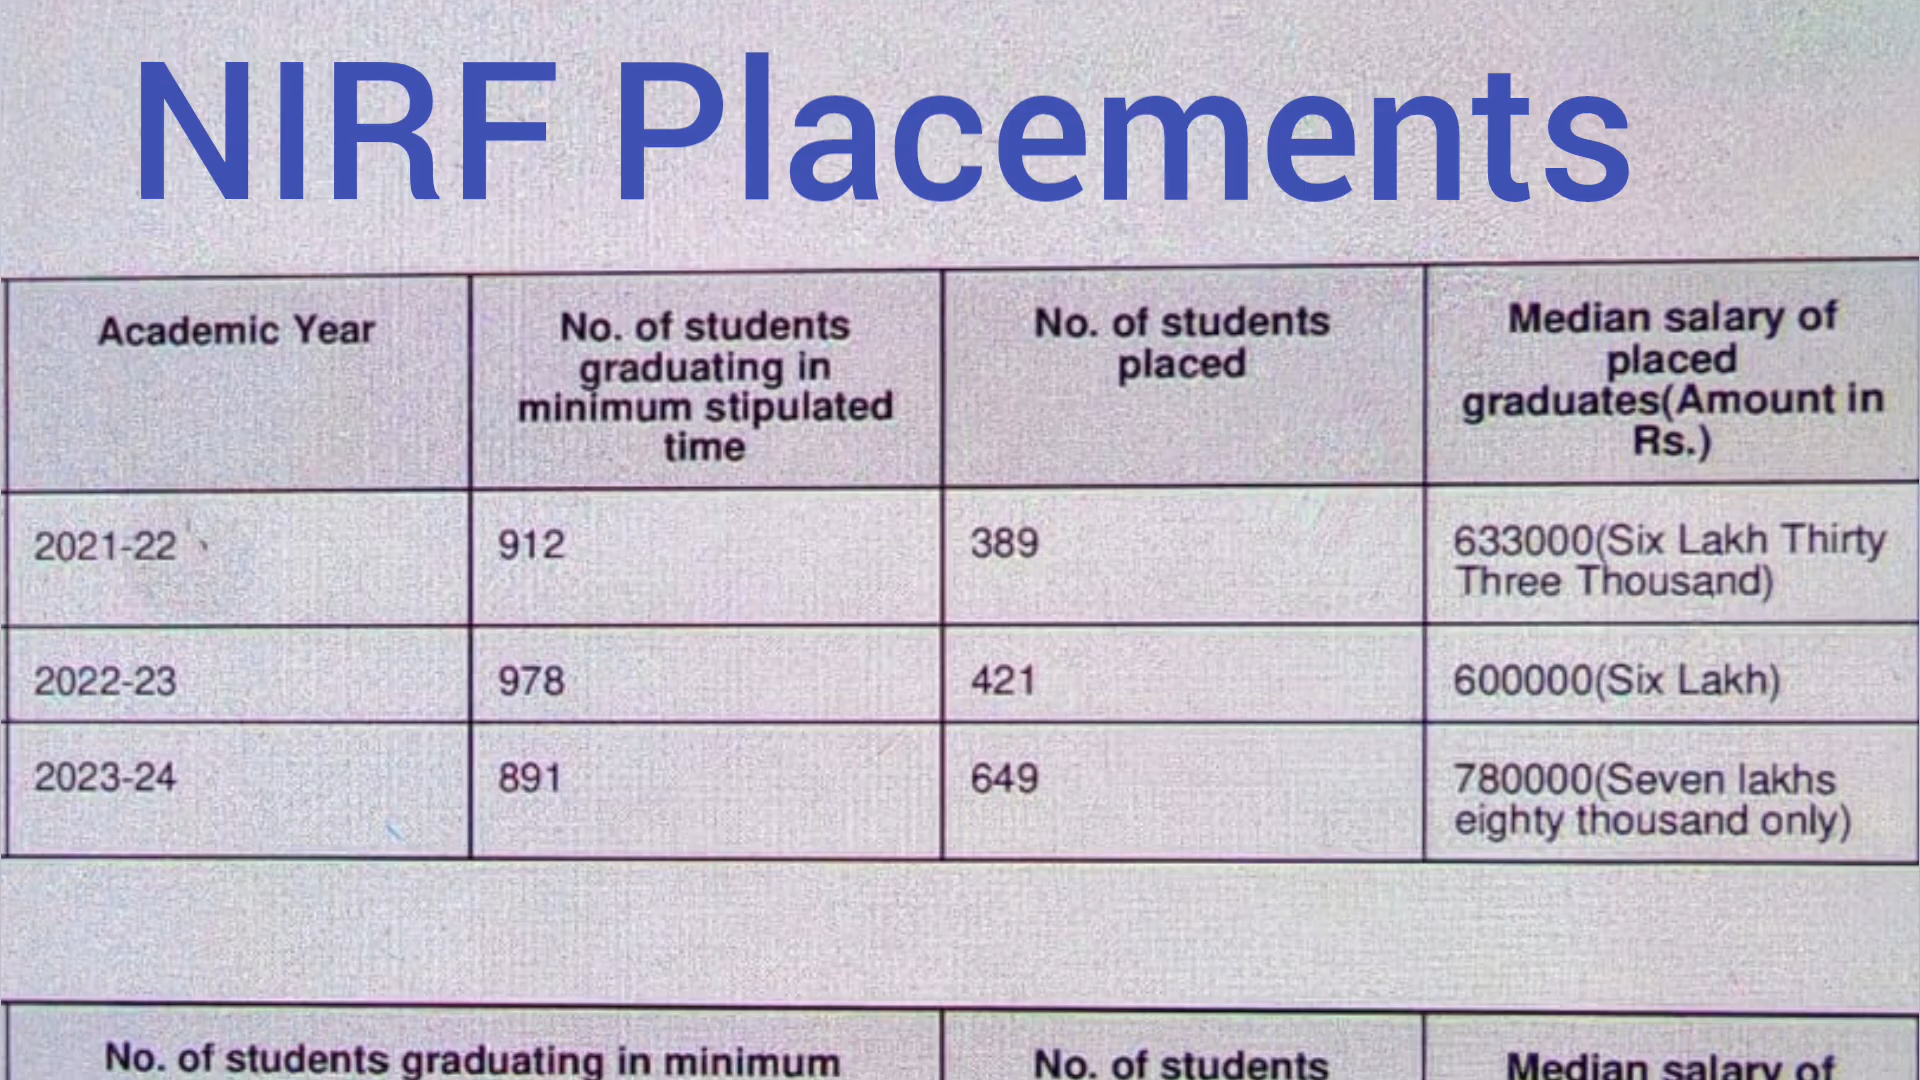 NIRF Placements
Academic Year
No. of students
graduating in
minimum stipulated
time
No. of students
placed
Median salary of
placed
graduates(Amount in
Rs.)
2021-22
912
389
633000(Six Lakh Thirty
Three Thousand)
2022-23
978
421
600000(Six Lakh)
2023-24
891
649
780000(Seven lakhs
eighty thousand only)
No. of students graduating in minimum
No. of students
Median salary of